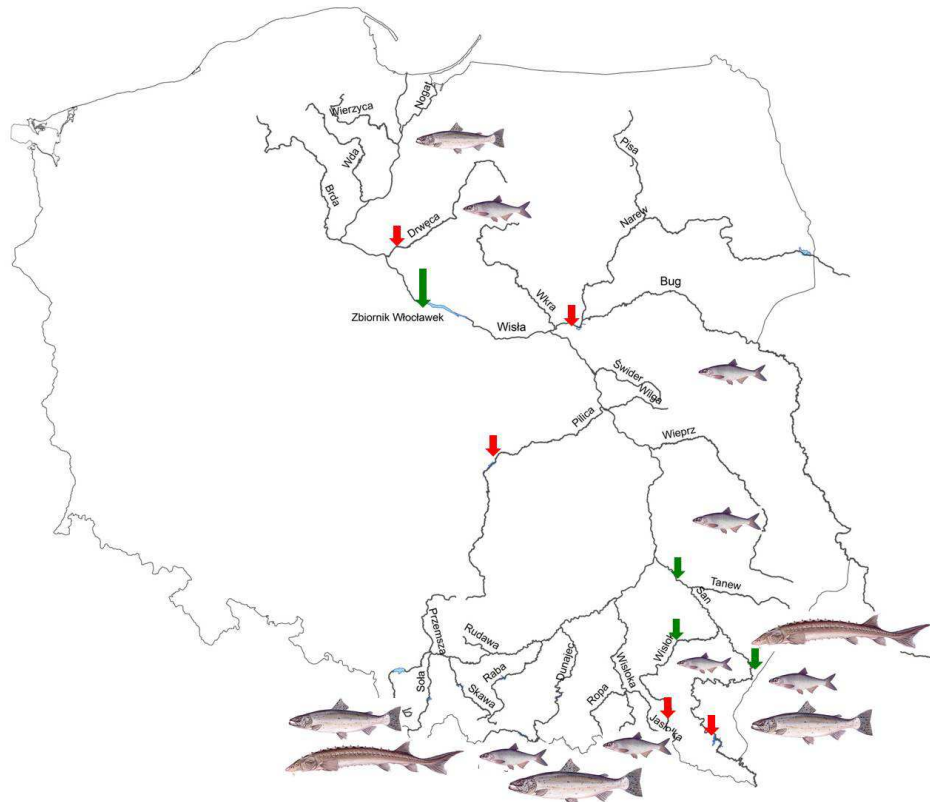 Nogat
Wierzyca
Wda
Brda
Drwęca
Pisa
Narew
Wkra
Bug
Zbiornik Włocławek
Wisła
Świder
Wilga
Pilica
Wieprz
Tanew
San
Przemsza
Rudawa
Raba
Soła
Skawa
Dunajec
Wisłoka
Ropa
Jasiołka